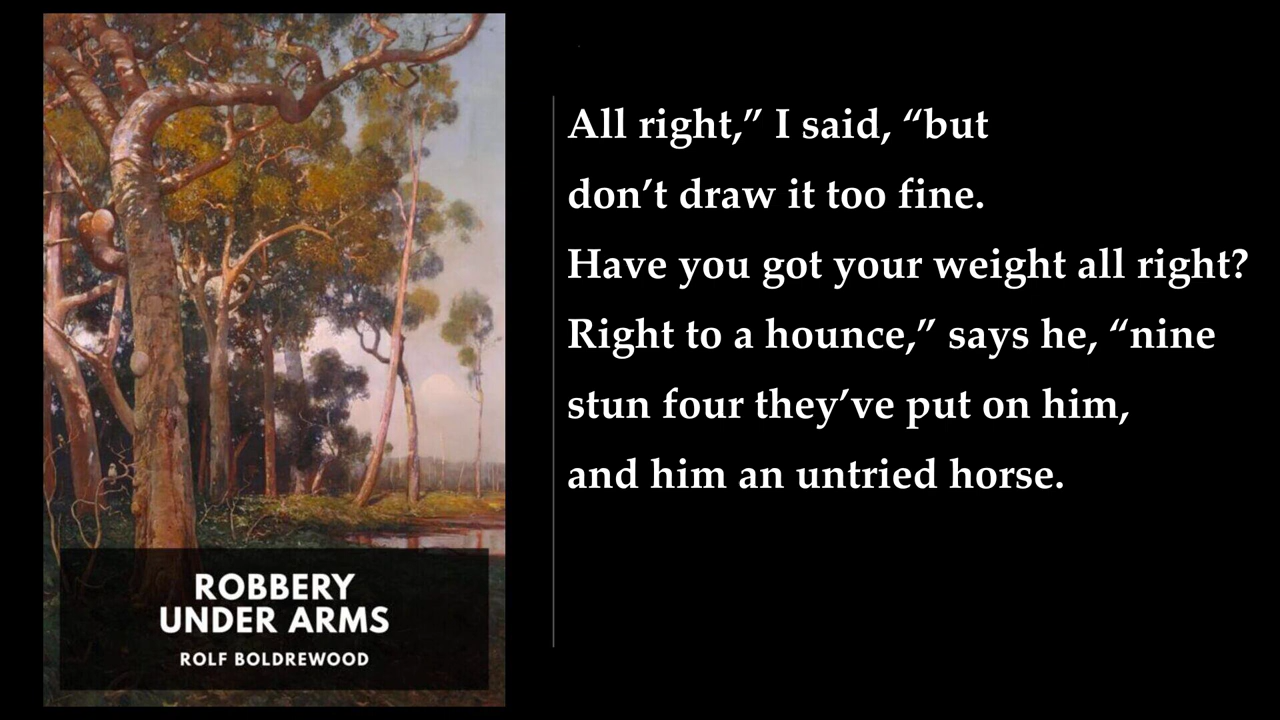 All right,” I said, “but
don’t draw it too fine.
Have you got your weight all right?
Right to a hounce,” says he, “nine
stun four they’ve put on him,
and him an untried horse.
ROBBERY
UNDER ARMS
ROLF BOLDREWOOD